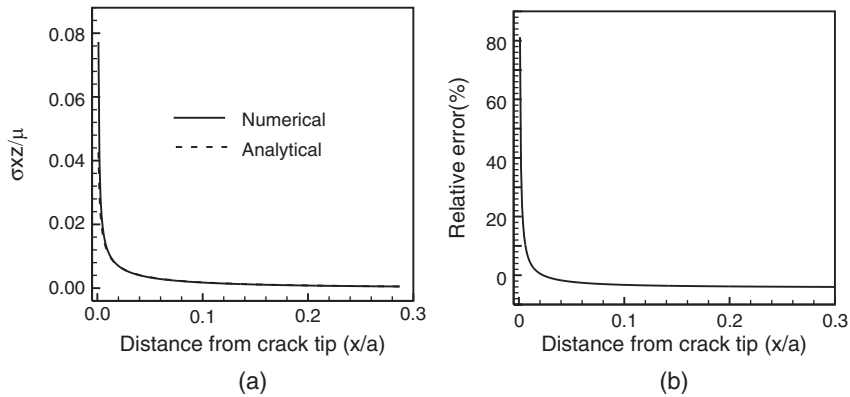 0.08
0.06
0.04
0.02
0.00
σxz/μ
Numerical
Analytical
0.0
0.1
0.2
0.3
Distance from crack tip (x/a)
(a)
80
60
40
20
0
Relative error(%)
0
0.1
0.2
0.3
Distance from crack tip (x/a)
(b)